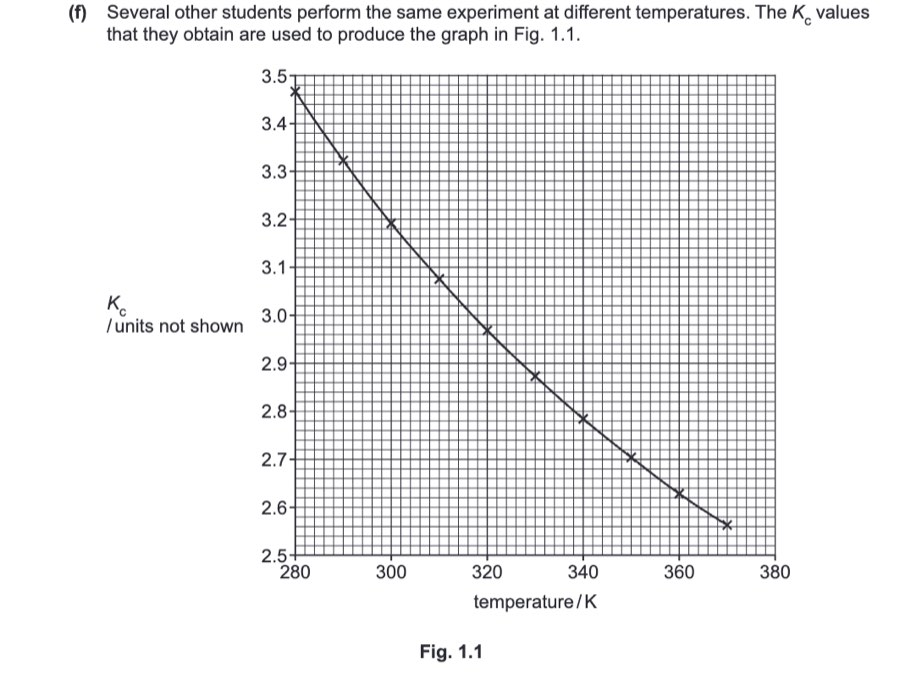 (f) Several other students perform the same experiment at different temperatures. The Kc values
that they obtain are used to produce the graph in Fig. 1.1.
3.5
3.4
3.3
3.2
3.1
3.0
2.9
2.8
2.7
2.6
2.5
Kc
/units not shown
280 300 320 340 360 380
temperature/K
Fig. 1.1